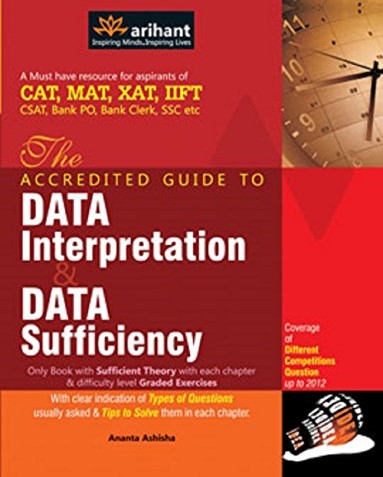 arihant
Inspiring Minds..Inspiring Lives
A Must have resource for aspirants of
CAT, MAT, XAT, IIFT
CSAT, Bank PO, Bank Clerk, SSC etc
The
ACCREDITED GUIDE TO
DATA
Interpretation
&
DATA
Sufficiency
Only Book with Sufficient Theory with each chapter
& difficulty level Graded Exercises
With clear indication of Types of Questions
usually asked & Tips to Solve them in each chapter.
Ananta Ashisha
Coverage
of
Different
Competitions
Question
up to 2012
11
10
9